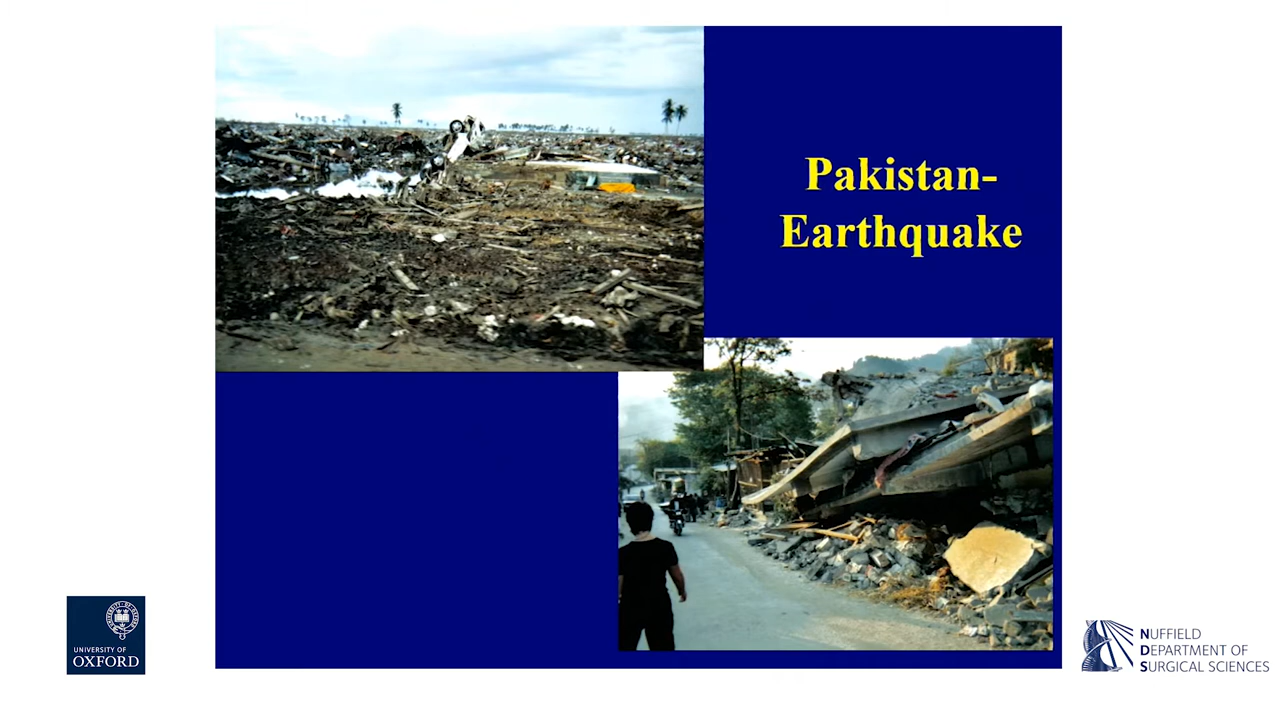 Pakistan-
Earthquake
UNIVERSITY OF
OXFORD
NUFFIELD
DEPARTMENT OF
SURGICAL SCIENCES